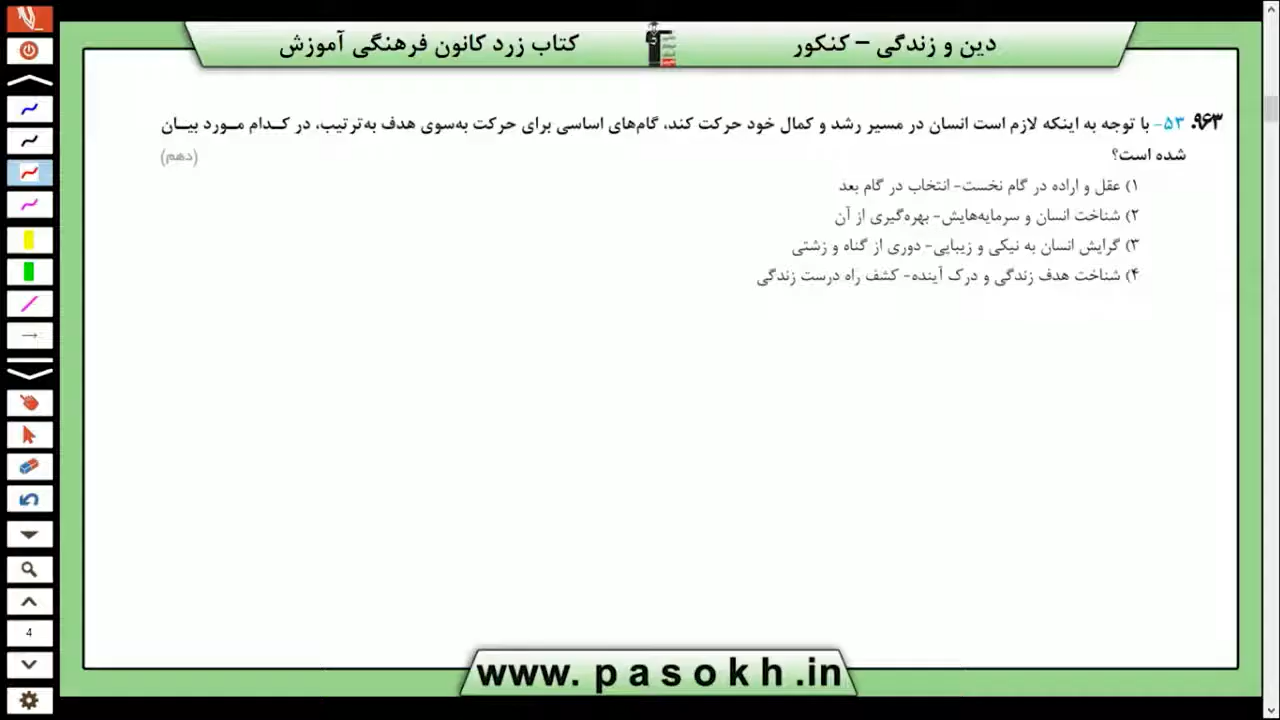 دین و زندگی – کنکور
کتاب زرد کانون فرهنگی آموزش
۹۶۳. ۵۳- با توجه به اینکه لازم است انسان در مسیر رشد و کمال خود حرکت کند، گام‌های اساسی برای حرکت به‌سوی هدف به‌ترتیب، در کـدام مـورد بیـان
شده است؟ (دهم)
۱) عقل و اراده در گام نخست- انتخاب در گام بعد
۲) شناخت انسان و سرمایه‌هایش- بهره‌گیری از آن
۳) گرایش انسان به نیکی و زیبایی- دوری از گناه و زشتی
۴) شناخت هدف زندگی و درک آینده- کشف راه درست زندگی
4
www. p a s o k h .in